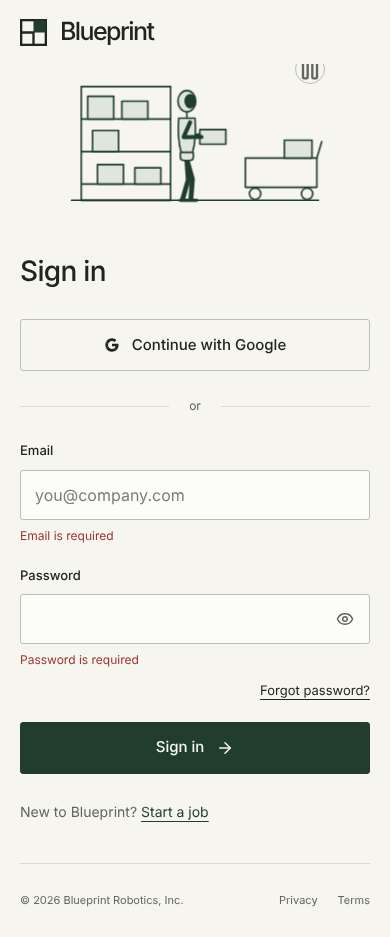 Blueprint
Sign in
Continue with Google
or
Email
you@company.com
Email is required
Password
Password is required
Forgot password?
Sign in
New to Blueprint? Start a job
© 2026 Blueprint Robotics, Inc. Privacy Terms